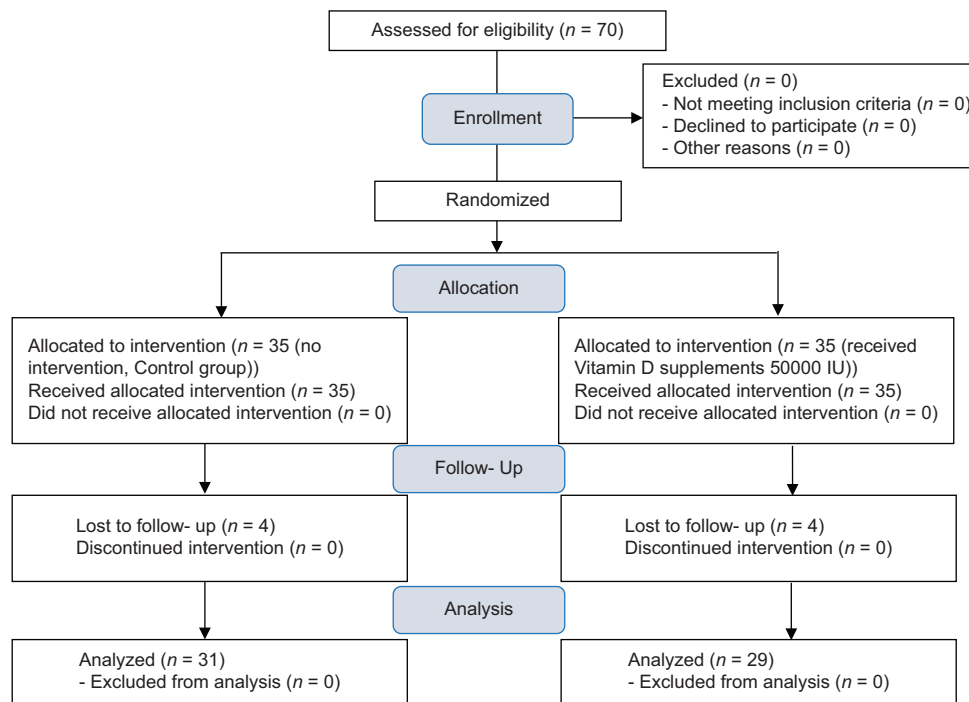 Assessed for eligibility (n = 70)
Excluded (n = 0)
- Not meeting inclusion criteria (n = 0)
- Declined to participate (n = 0)
- Other reasons (n = 0)
Enrollment
Randomized
Allocation
Allocated to intervention (n = 35 (no
intervention, Control group))
Received allocated intervention (n = 35)
Did not receive allocated intervention (n = 0)
Allocated to intervention (n = 35 (received
Vitamin D supplements 50000 IU))
Received allocated intervention (n = 35)
Did not receive allocated intervention (n = 0)
Follow- Up
Lost to follow- up (n = 4)
Discontinued intervention (n = 0)
Lost to follow- up (n = 4)
Discontinued intervention (n = 0)
Analysis
Analyzed (n = 31)
- Excluded from analysis (n = 0)
Analyzed (n = 29)
- Excluded from analysis (n = 0)